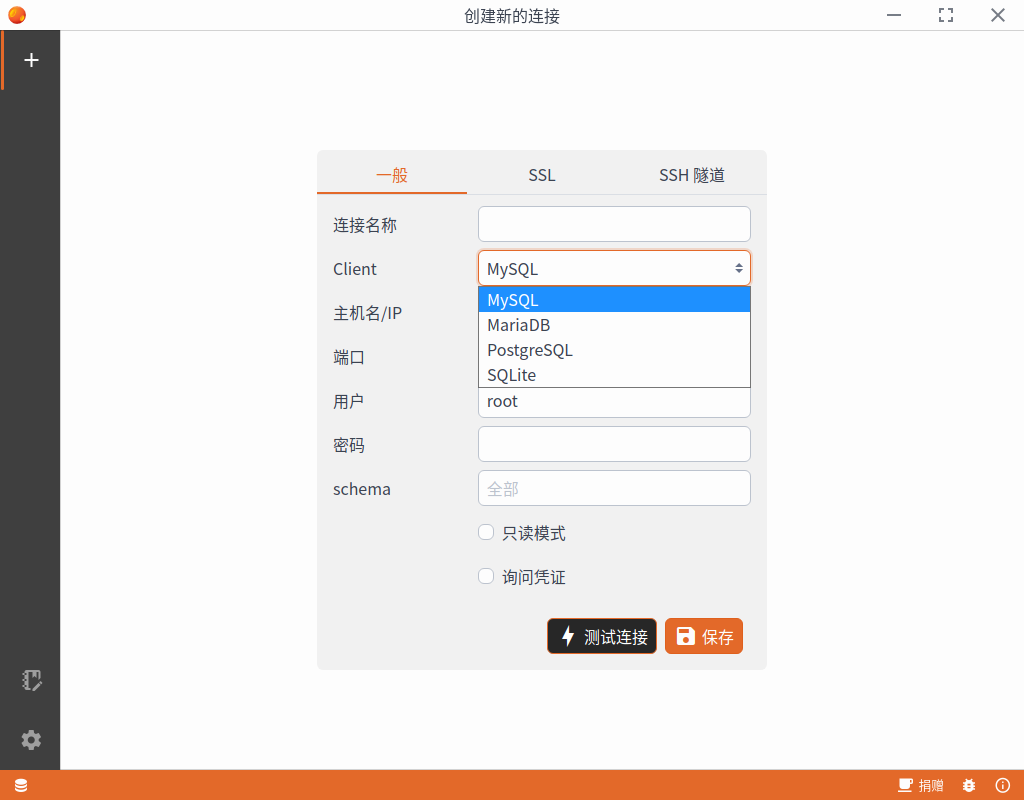 创建新的连接
一般
SSL
SSH 隧道
连接名称
Client
MySQL
MySQL
MariaDB
PostgreSQL
SQLite
主机名/IP
端口
用户
root
密码
schema
全部
只读模式
询问凭证
测试连接
保存
捐赠